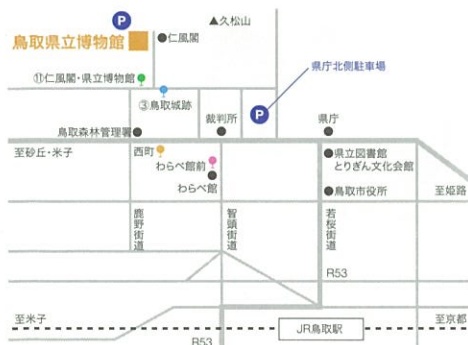 P
▲久松山
鳥取県立博物館
仁風閣
⑪仁風閣・県立博物館
県庁北側駐車場
③鳥取城跡
P
鳥取森林管理署
裁判所
県庁
至砂丘・米子
西町
県立図書館
とりぎん文化会館
わらべ館前
わらべ館
鳥取市役所
至姫路
鹿野街道
智頭街道
若桜街道
R53
至米子
至京都
JR鳥取駅
R53